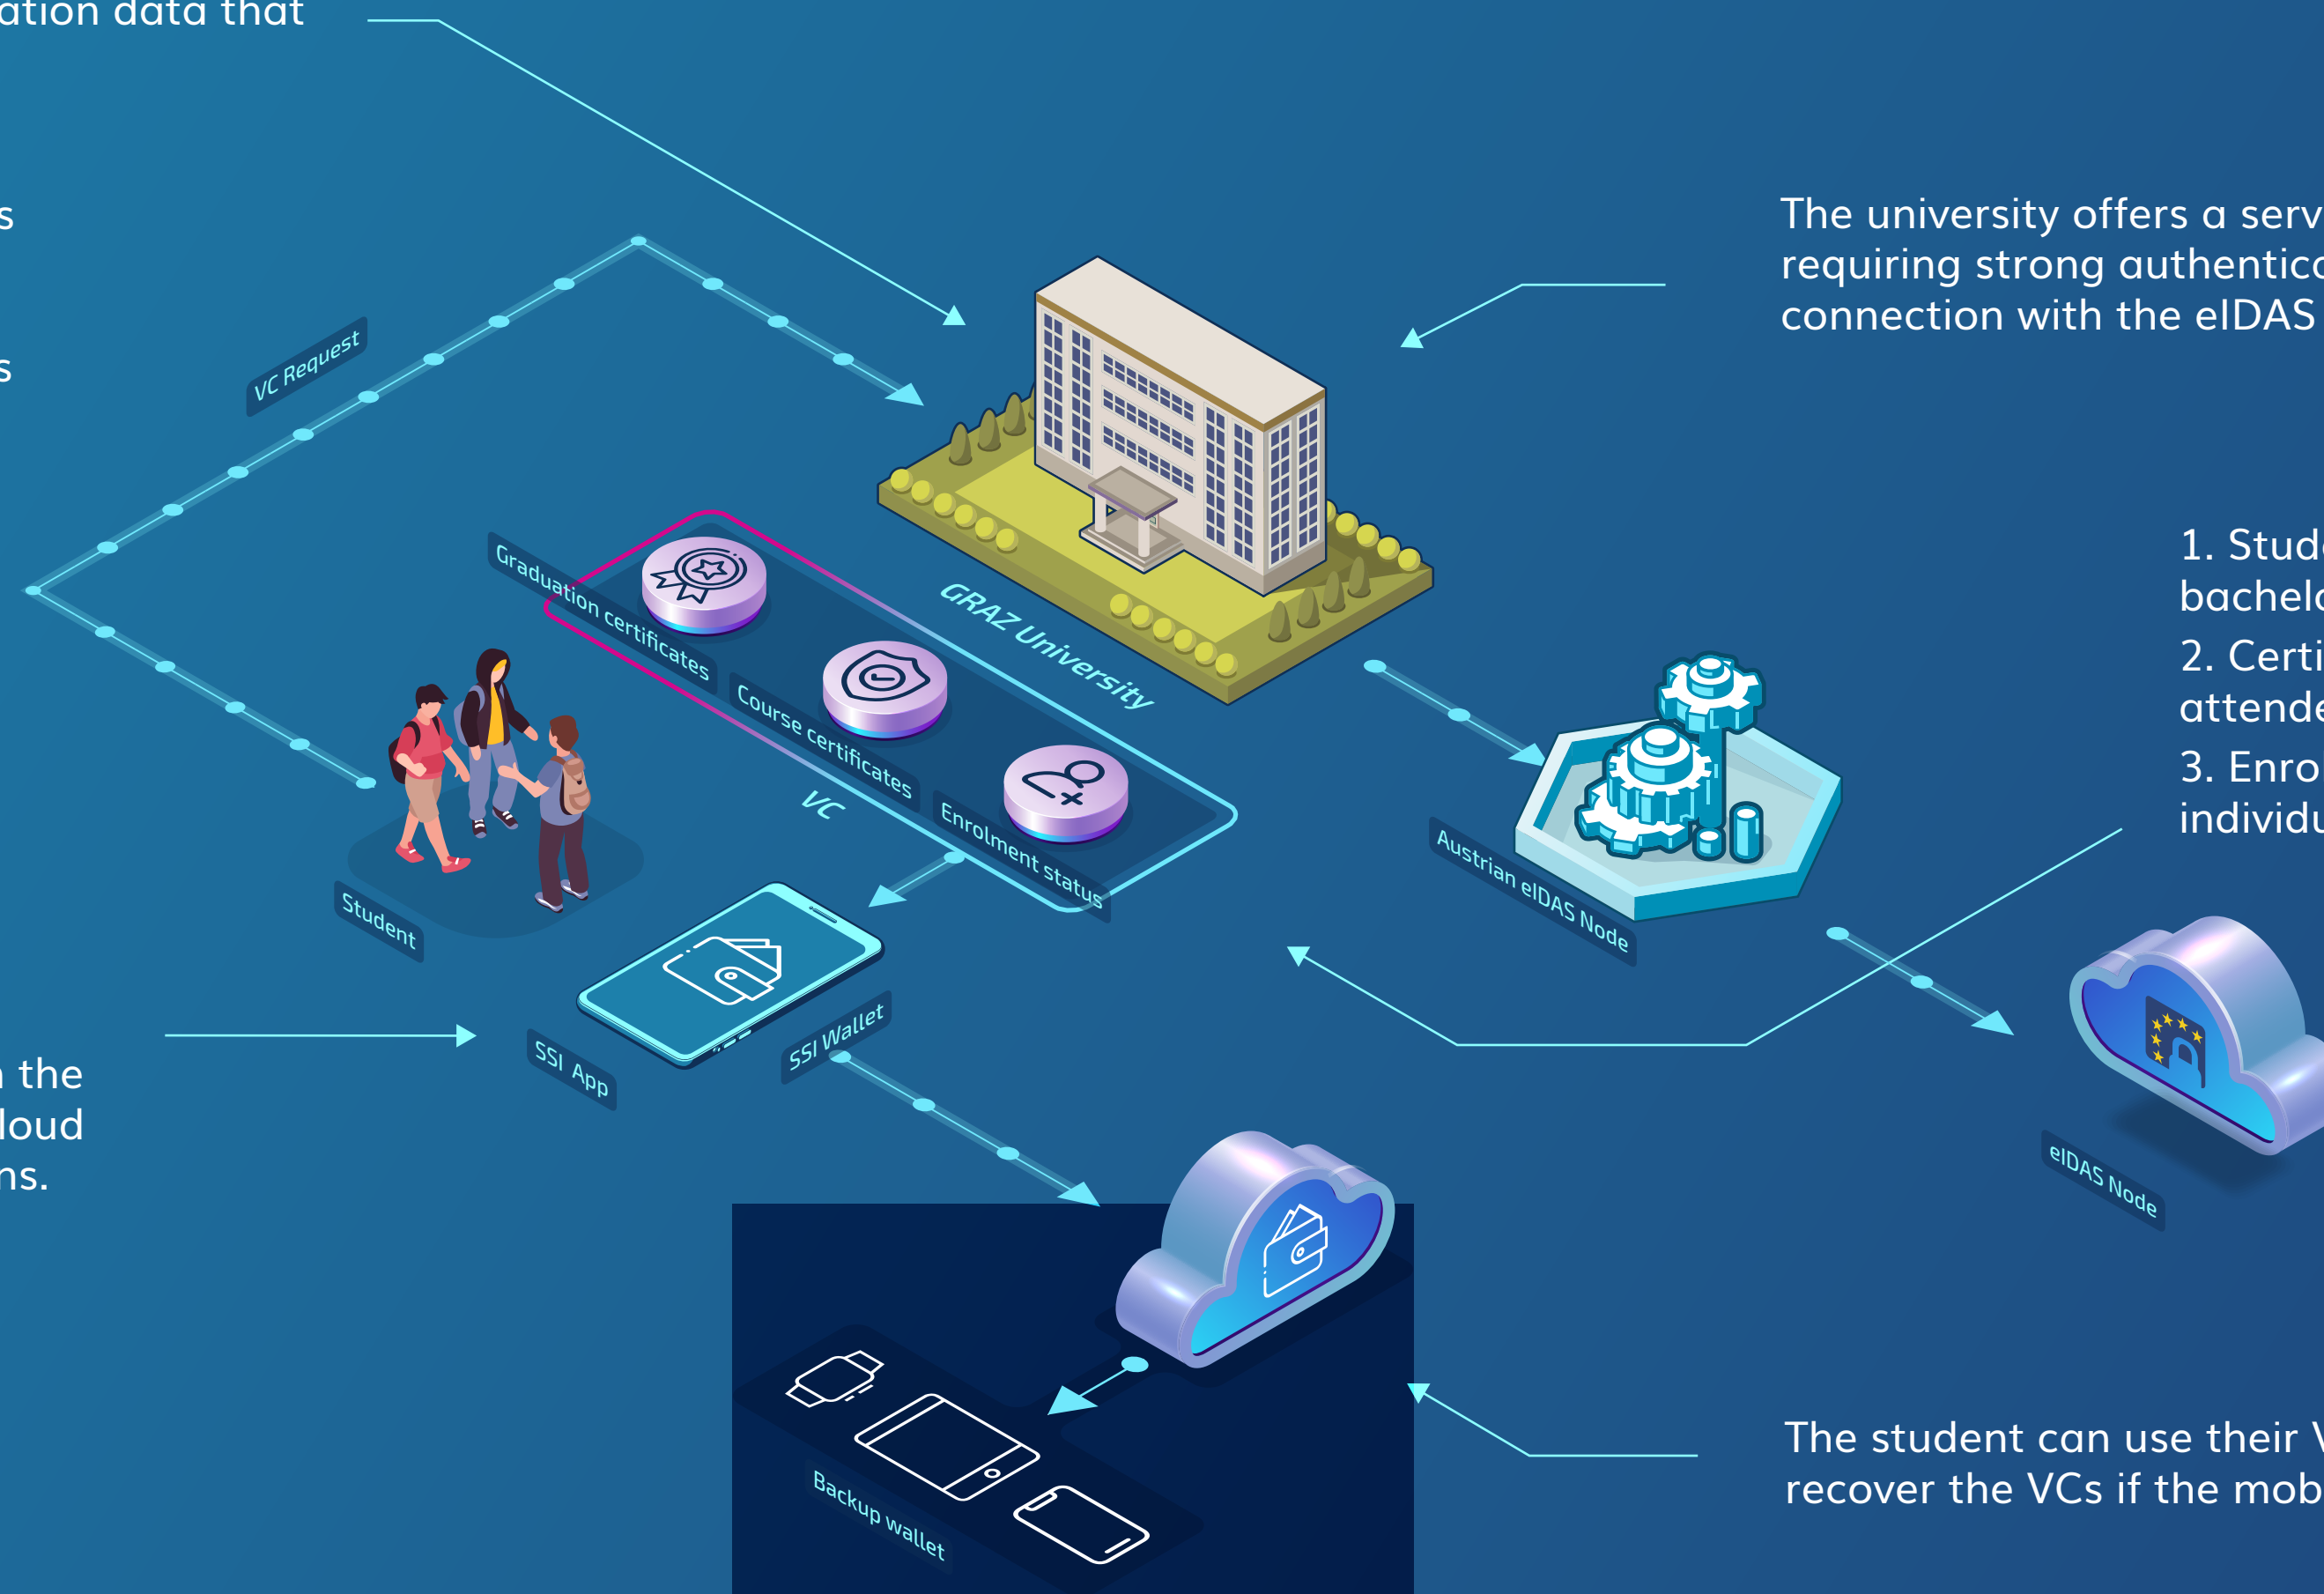 ation data that
s
s
VC Request
The university offers a serv
requiring strong authentica
connection with the eIDAS
Graduation certificates
Course certificates
Enrolment status
GRAZ University
VC
1. Stud
bachel
2. Certi
attende
3. Enro
individu
Student
Austrian eIDAS Node
SSI App
SSI Wallet
eIDAS Node
n the
loud
ns.
Backup wallet
The student can use their V
recover the VCs if the mob